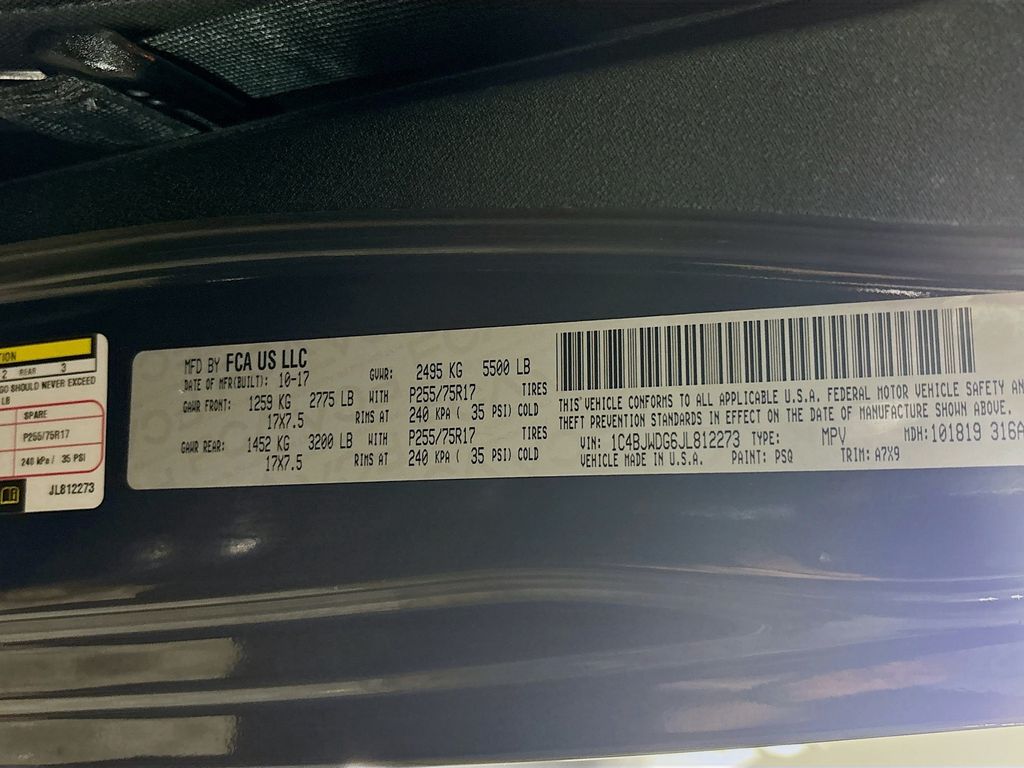 TION
2 REAR 3
GO SHOULD NEVER EXCEED
LB
SPARE
P255/75R17
240 kPa / 35 PSI
JL812273
MFD BY FCA US LLC
DATE OF MFR(BUILT): 10-17 GVWR: 2495 KG 5500 LB
GAWR FRONT: 1259 KG 2775 LB WITH P255/75R17 TIRES
17X7.5 RIMS AT 240 KPA ( 35 PSI) COLD
GAWR REAR: 1452 KG 3200 LB WITH P255/75R17 TIRES
17X7.5 RIMS AT 240 KPA ( 35 PSI) COLD
THIS VEHICLE CONFORMS TO ALL APPLICABLE U.S.A. FEDERAL MOTOR VEHICLE SAFETY AN
THEFT PREVENTION STANDARDS IN EFFECT ON THE DATE OF MANUFACTURE SHOWN ABOVE.
VIN: 1C4BJWDG6JL812273 TYPE: MPV MDH: 101819 316A
VEHICLE MADE IN U.S.A. PAINT: PSQ TRIM: A7X9